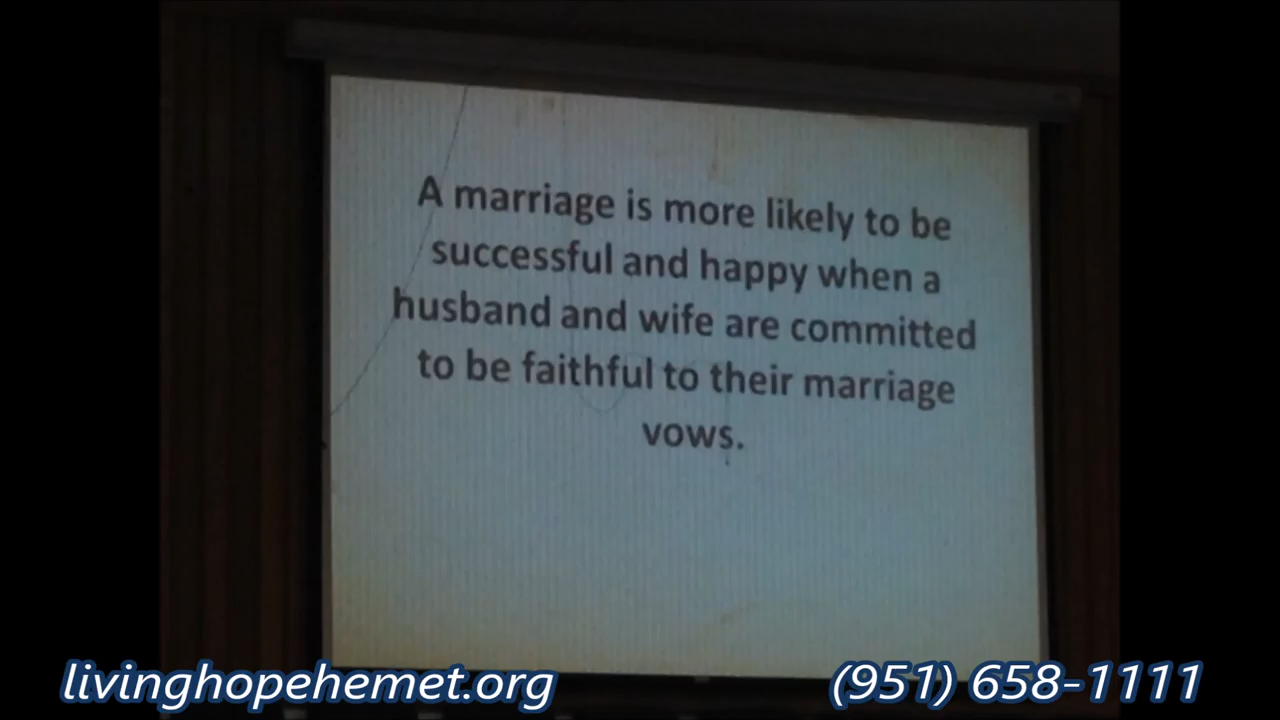 A marriage is more likely to be
successful and happy when a
husband and wife are committed
to be faithful to their marriage
vows.
livinghopehemet.org
(951) 658-1111